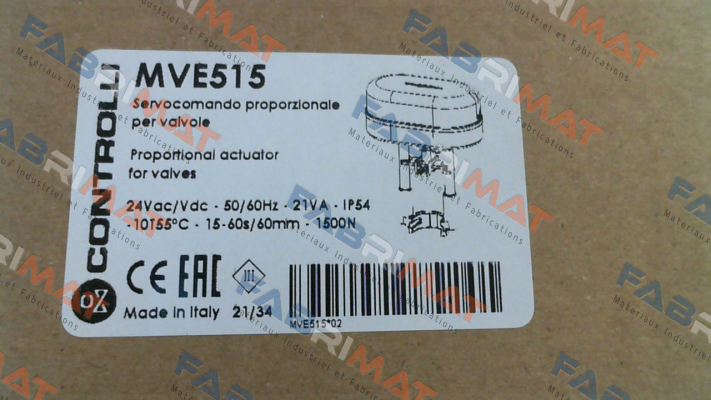 MVE515
Servocomando proporzionale
per valvole
Proportional actuator
for valves
24Vac/Vdc - 50/60Hz - 21VA - IP54
-10T55°C - 15-60s/60mm - 1500N
CONTROLLI
CE EAC III
Made in Italy 21/34
MVE515*02
FABRIMAT
Materiaux Industriel et Fabrications